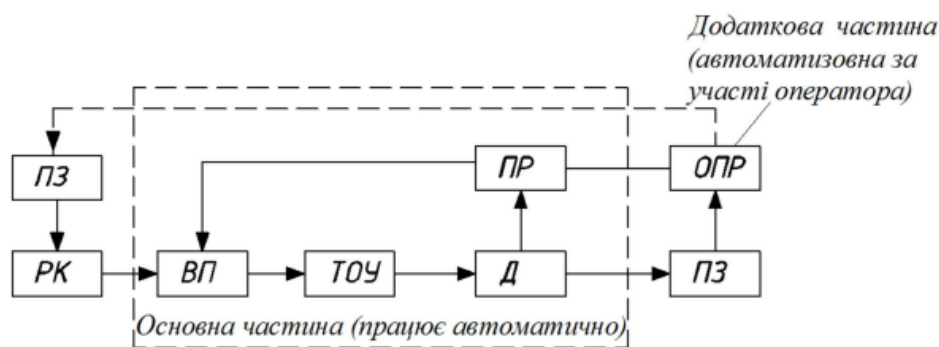 Додаткова частина
(автоматизовна за
участі оператора)
ПЗ
ПР
ОПР
РК
ВП
ТОУ
Д
ПЗ
Основна частина (працює автоматично)